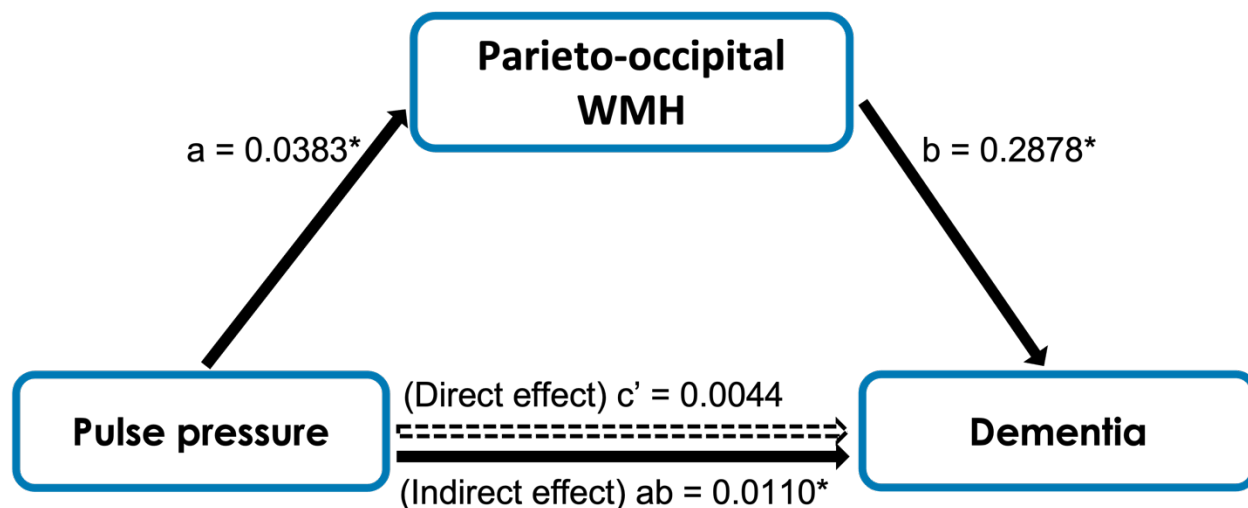 Parieto-occipital
WMH
a = 0.0383*
b = 0.2878*
(Direct effect) c’ = 0.0044
Pulse pressure
Dementia
(Indirect effect) ab = 0.0110*